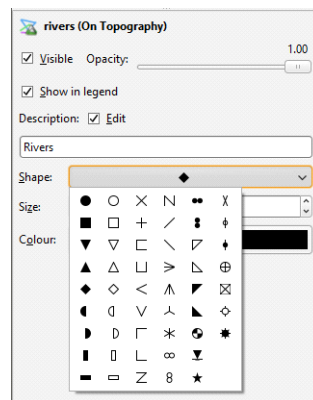 rivers (On Topography)
1.00
Visible Opacity:
Show in legend
Description: Edit
Rivers
Shape:
Size:
Colour: